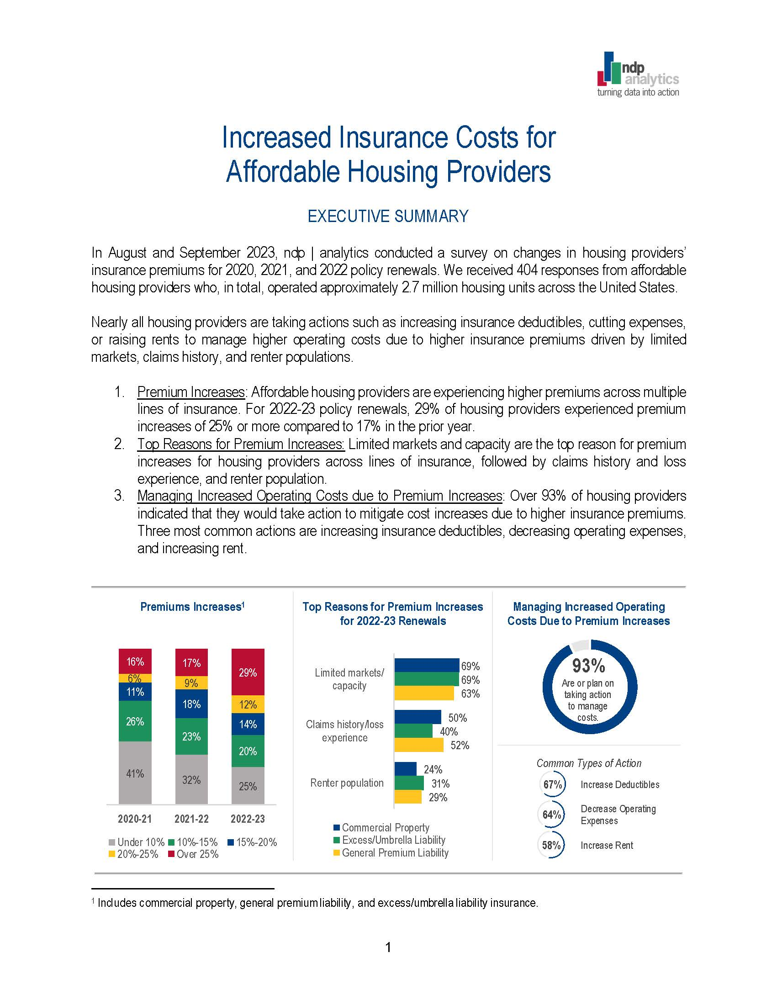 ndp
analytics
turning data into action
Increased Insurance Costs for
Affordable Housing Providers
EXECUTIVE SUMMARY
In August and September 2023, ndp | analytics conducted a survey on changes in housing providers’
insurance premiums for 2020, 2021, and 2022 policy renewals. We received 404 responses from affordable
housing providers who, in total, operated approximately 2.7 million housing units across the United States.
Nearly all housing providers are taking actions such as increasing insurance deductibles, cutting expenses,
or raising rents to manage higher operating costs due to higher insurance premiums driven by limited
markets, claims history, and renter populations.
1. Premium Increases: Affordable housing providers are experiencing higher premiums across multiple
lines of insurance. For 2022-23 policy renewals, 29% of housing providers experienced premium
increases of 25% or more compared to 17% in the prior year.
2. Top Reasons for Premium Increases: Limited markets and capacity are the top reason for premium
increases for housing providers across lines of insurance, followed by claims history and loss
experience, and renter population.
3. Managing Increased Operating Costs due to Premium Increases: Over 93% of housing providers
indicated that they would take action to mitigate cost increases due to higher insurance premiums.
Three most common actions are increasing insurance deductibles, decreasing operating expenses,
and increasing rent.
Premiums Increases¹
16%
6%
11%
26%
41%
17%
9%
18%
23%
32%
29%
12%
14%
20%
25%
2020-21 2021-22 2022-23
Under 10% 10%-15% 15%-20%
20%-25% Over 25%
Top Reasons for Premium Increases
for 2022-23 Renewals
Limited markets/
capacity
69%
69%
63%
Claims history/loss
experience
50%
40%
52%
Renter population
24%
31%
29%
Commercial Property
Excess/Umbrella Liability
General Premium Liability
Managing Increased Operating
Costs Due to Premium Increases
93%
Are or plan on
taking action
to manage
costs.
Common Types of Action
67% Increase Deductibles
64% Decrease Operating
Expenses
58% Increase Rent
¹ Includes commercial property, general premium liability, and excess/umbrella liability insurance.
1